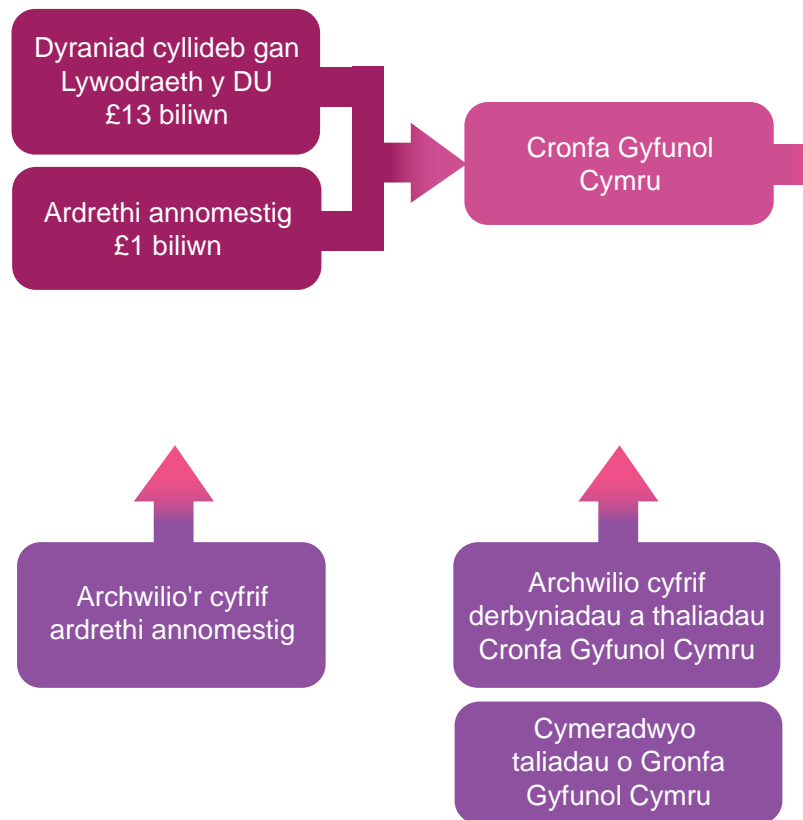 Dyraniad cyllideb gan
Lywodraeth y DU
£13 biliwn
Ardrethi annomestig
£1 biliwn
Cronfa Gyfunol
Cymru
Archwilio'r cyfrif
ardrethi annomestig
Archwilio cyfrif
derbyniadau a thaliadau
Cronfa Gyfunol Cymru
Cymeradwyo
taliadau o Gronfa
Gyfunol Cymru